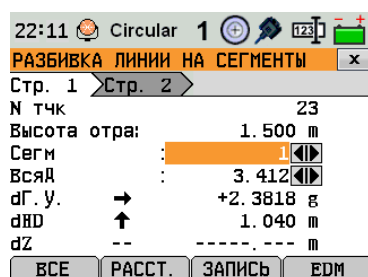 22:11 Circular 1 123
РАЗБИВКА ЛИНИИ НА СЕГМЕНТЫ x
Стр. 1 Стр. 2
N тчк 23
Высота отра: 1.500 m
Сегм : 1
ВсяД : 3.412
dГ.У. → +2.3818 g
dHD ↑ 1.040 m
dZ -- -----.--- m
ВСЕ РАССТ. ЗАПИСЬ EDM